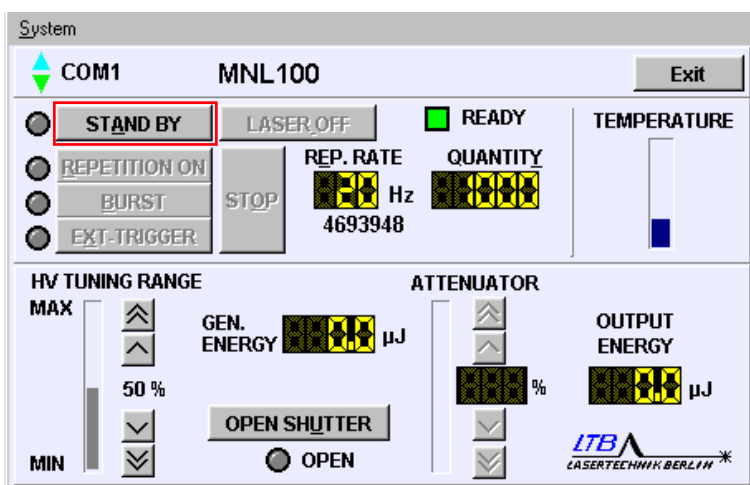 System
COM1 MNL100 Exit
STAND BY LASER OFF READY TEMPERATURE
REPETITION ON REP. RATE QUANTITY
BURST STOP 20 Hz 1000
EXT-TRIGGER 4693948
HV TUNING RANGE ATTENUATOR
MAX
GEN. ENERGY 0.0 µJ OUTPUT ENERGY
50 % % 0.0 µJ
OPEN SHUTTER
MIN OPEN
LTB
LASERTECHNIK BERLIN